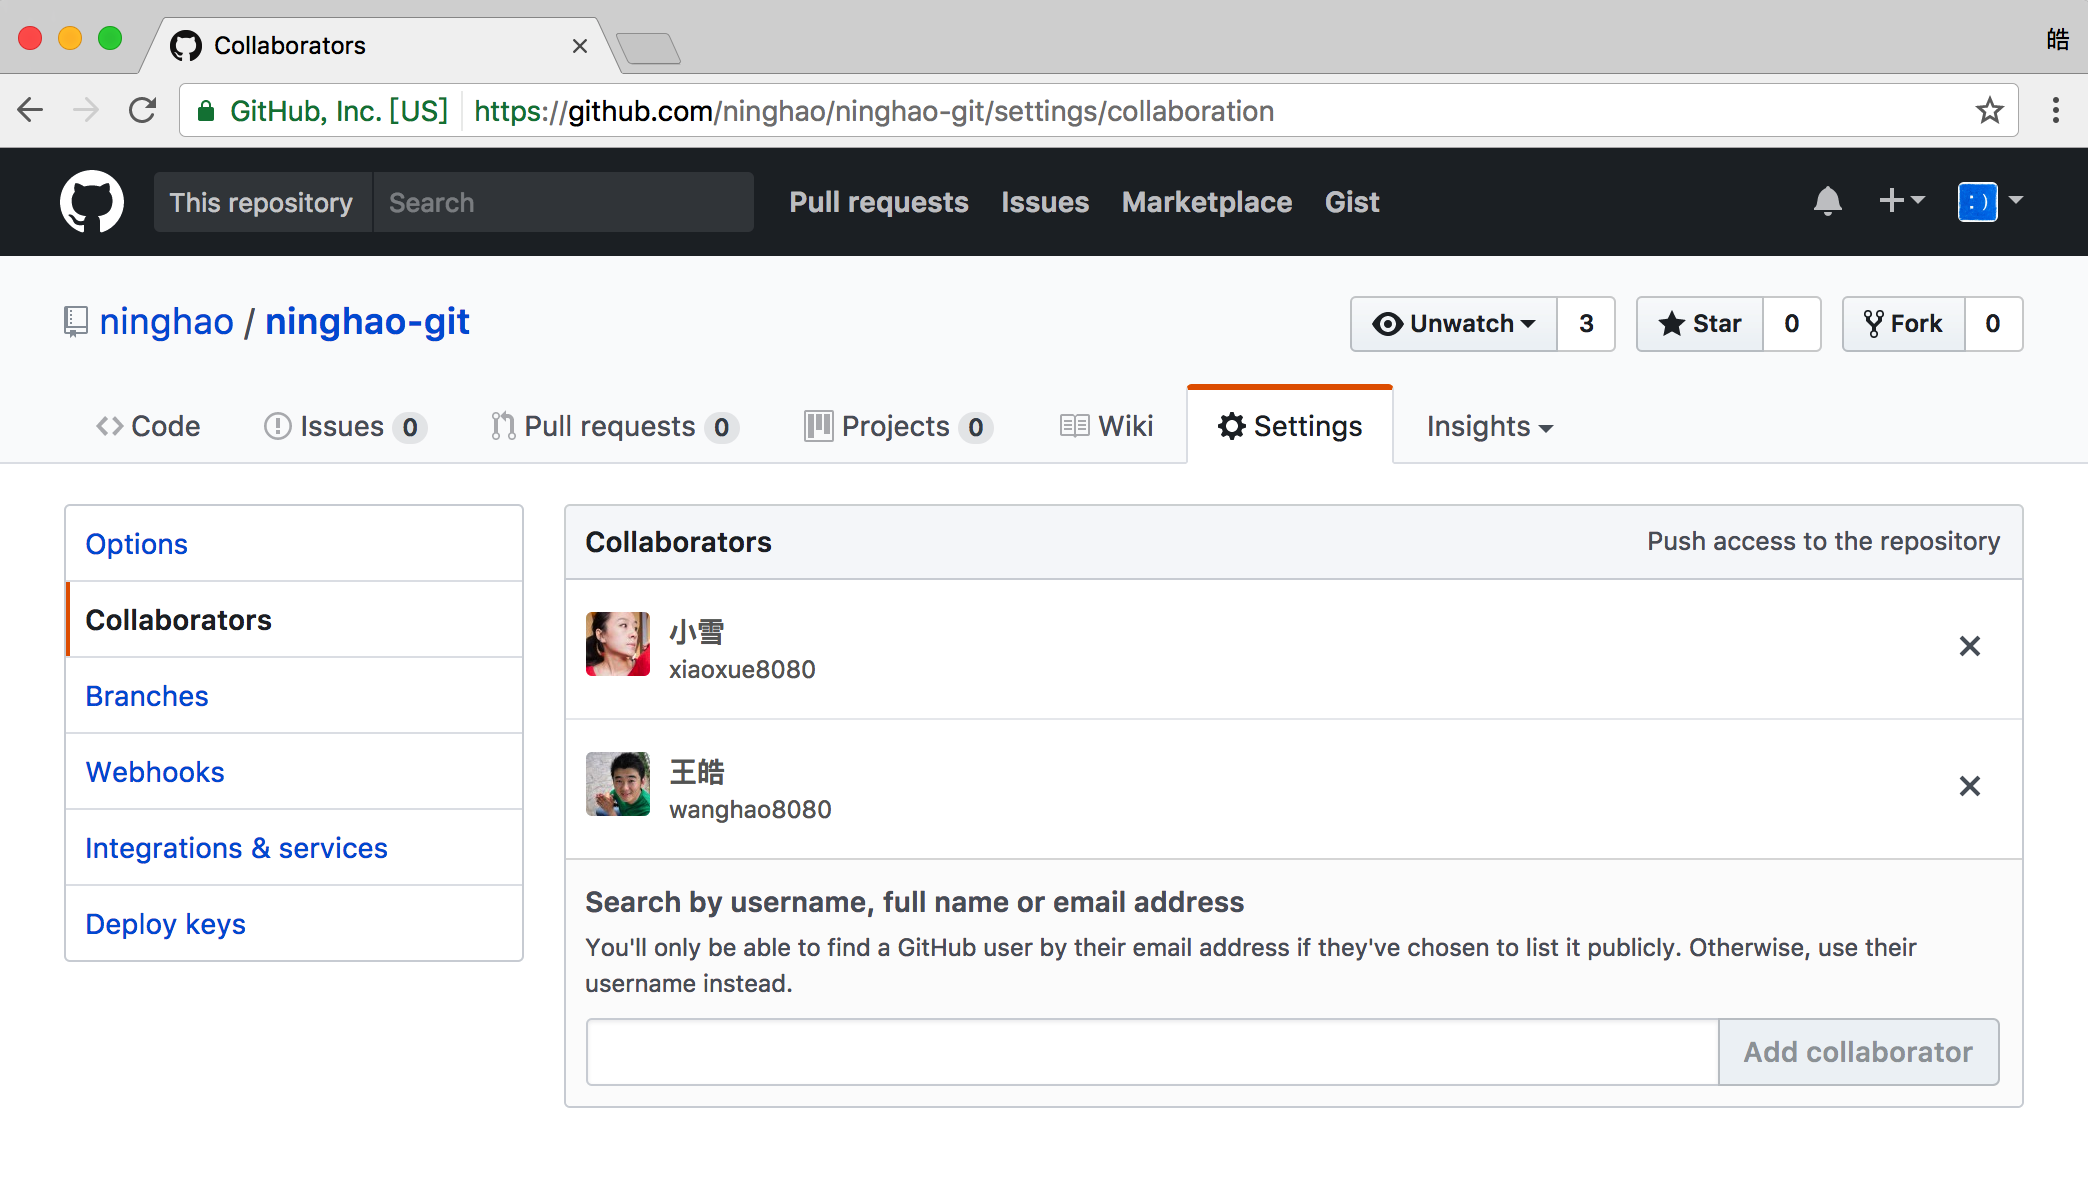 Collaborators
皓
GitHub, Inc. [US] https://github.com/ninghao/ninghao-git/settings/collaboration
This repository Search Pull requests Issues Marketplace Gist
:)
ninghao / ninghao-git
Unwatch 3 Star 0 Fork 0
Code Issues 0 Pull requests 0 Projects 0 Wiki Settings Insights
Options
Collaborators
Branches
Webhooks
Integrations & services
Deploy keys
Collaborators Push access to the repository
小雪
xiaoxue8080
王皓
wanghao8080
Search by username, full name or email address
You'll only be able to find a GitHub user by their email address if they've chosen to list it publicly. Otherwise, use their
username instead.
Add collaborator